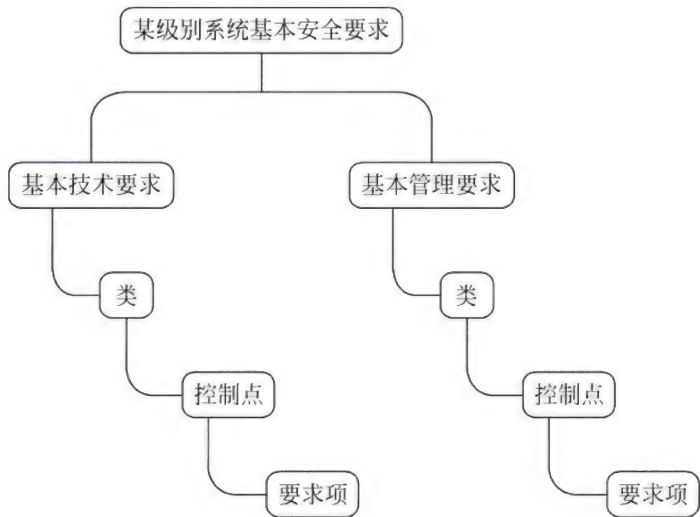 某级别系统基本安全要求
基本技术要求
基本管理要求
类
类
控制点
控制点
要求项
要求项